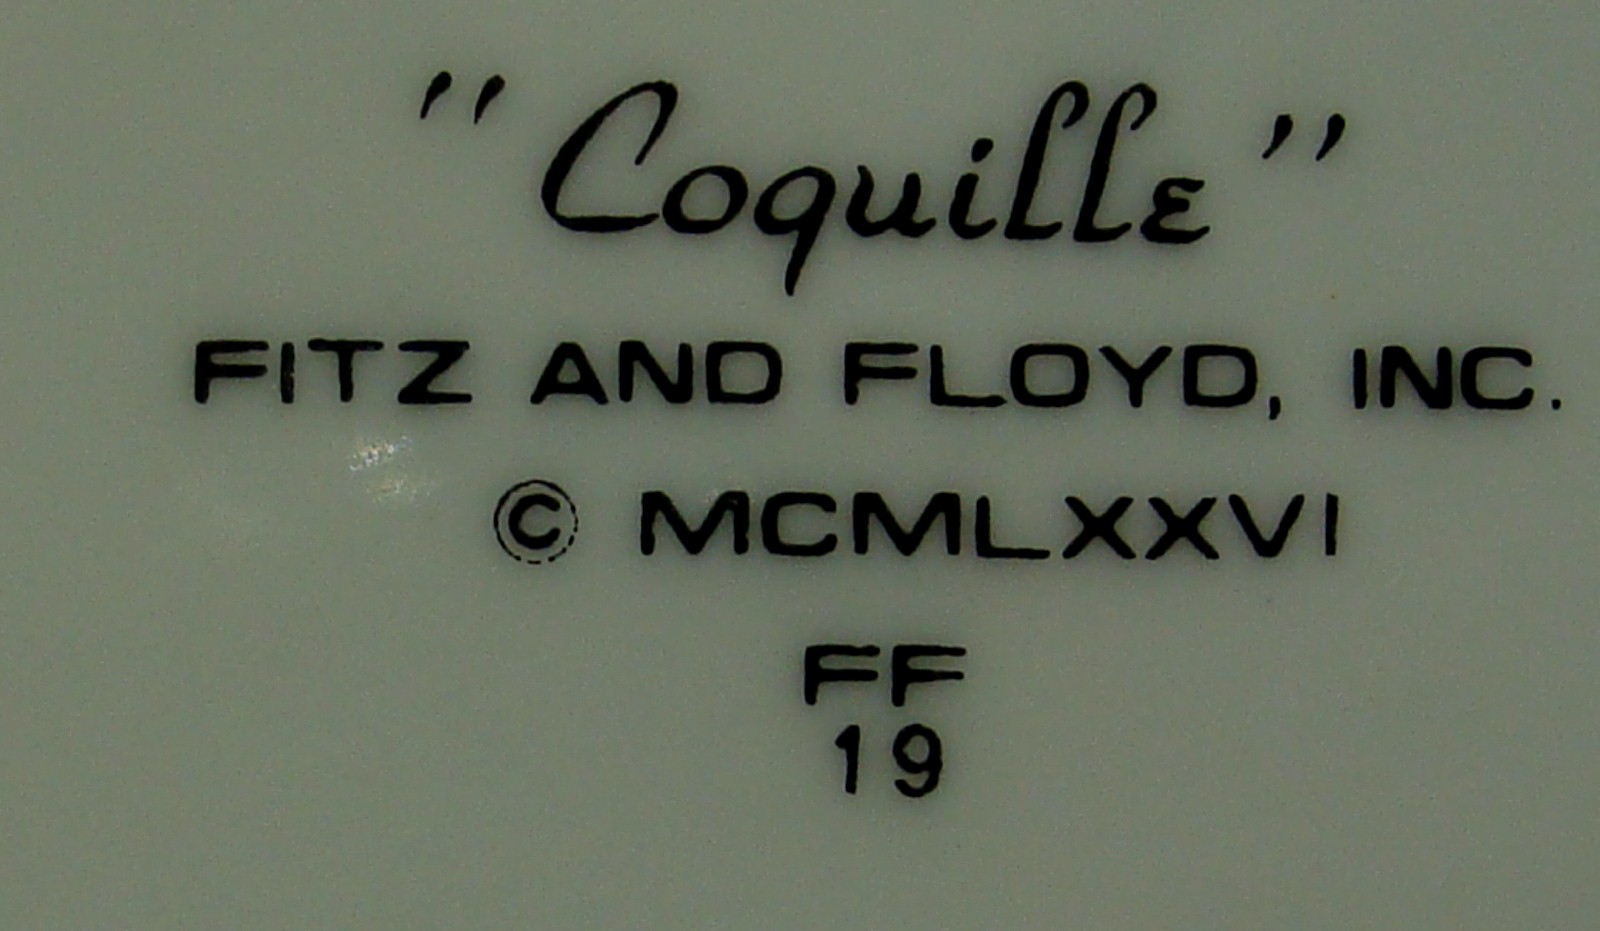 "Coquille"
FITZ AND FLOYD, INC.
© MCMLXXVI
FF
19